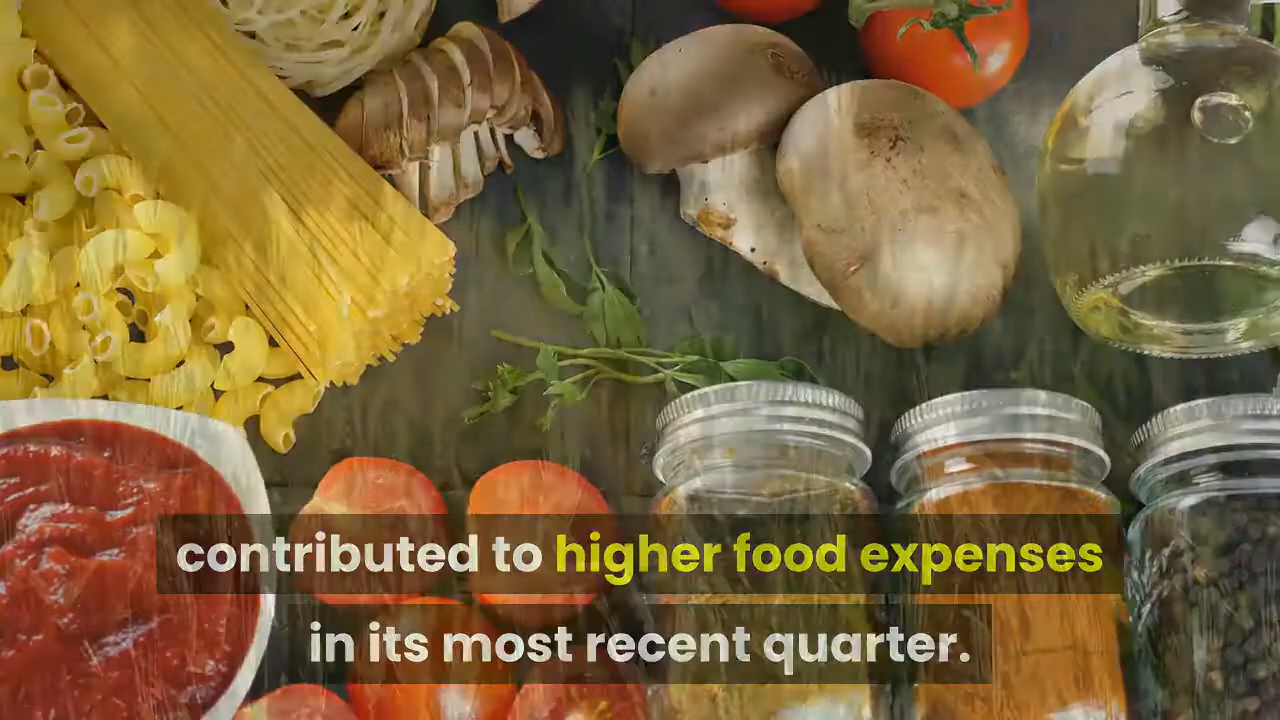 contributed to higher food expenses
in its most recent quarter.